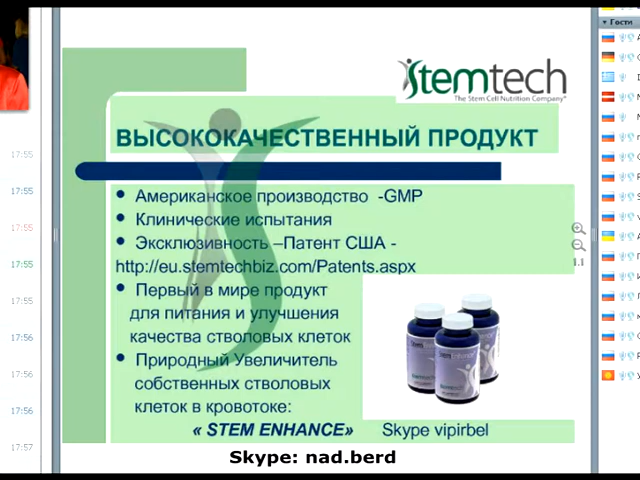 Гости
Stemtech
The Stem Cell Nutrition Company®
ВЫСОКОКАЧЕСТВЕННЫЙ ПРОДУКТ
17:55
17:55
17:55
17:55
17:55
17:56
17:56
17:56
17:57
• Американское производство -GMP
• Клинические испытания
• Эксклюзивность –Патент США -
http://eu.stemtechbiz.com/Patents.aspx
• Первый в мире продукт
для питания и улучшения
качества стволовых клеток
• Природный Увеличитель
собственных стволовых
клеток в кровотоке:
« STEM ENHANCE» Skype vipirbel
1.1
Skype: nad.berd